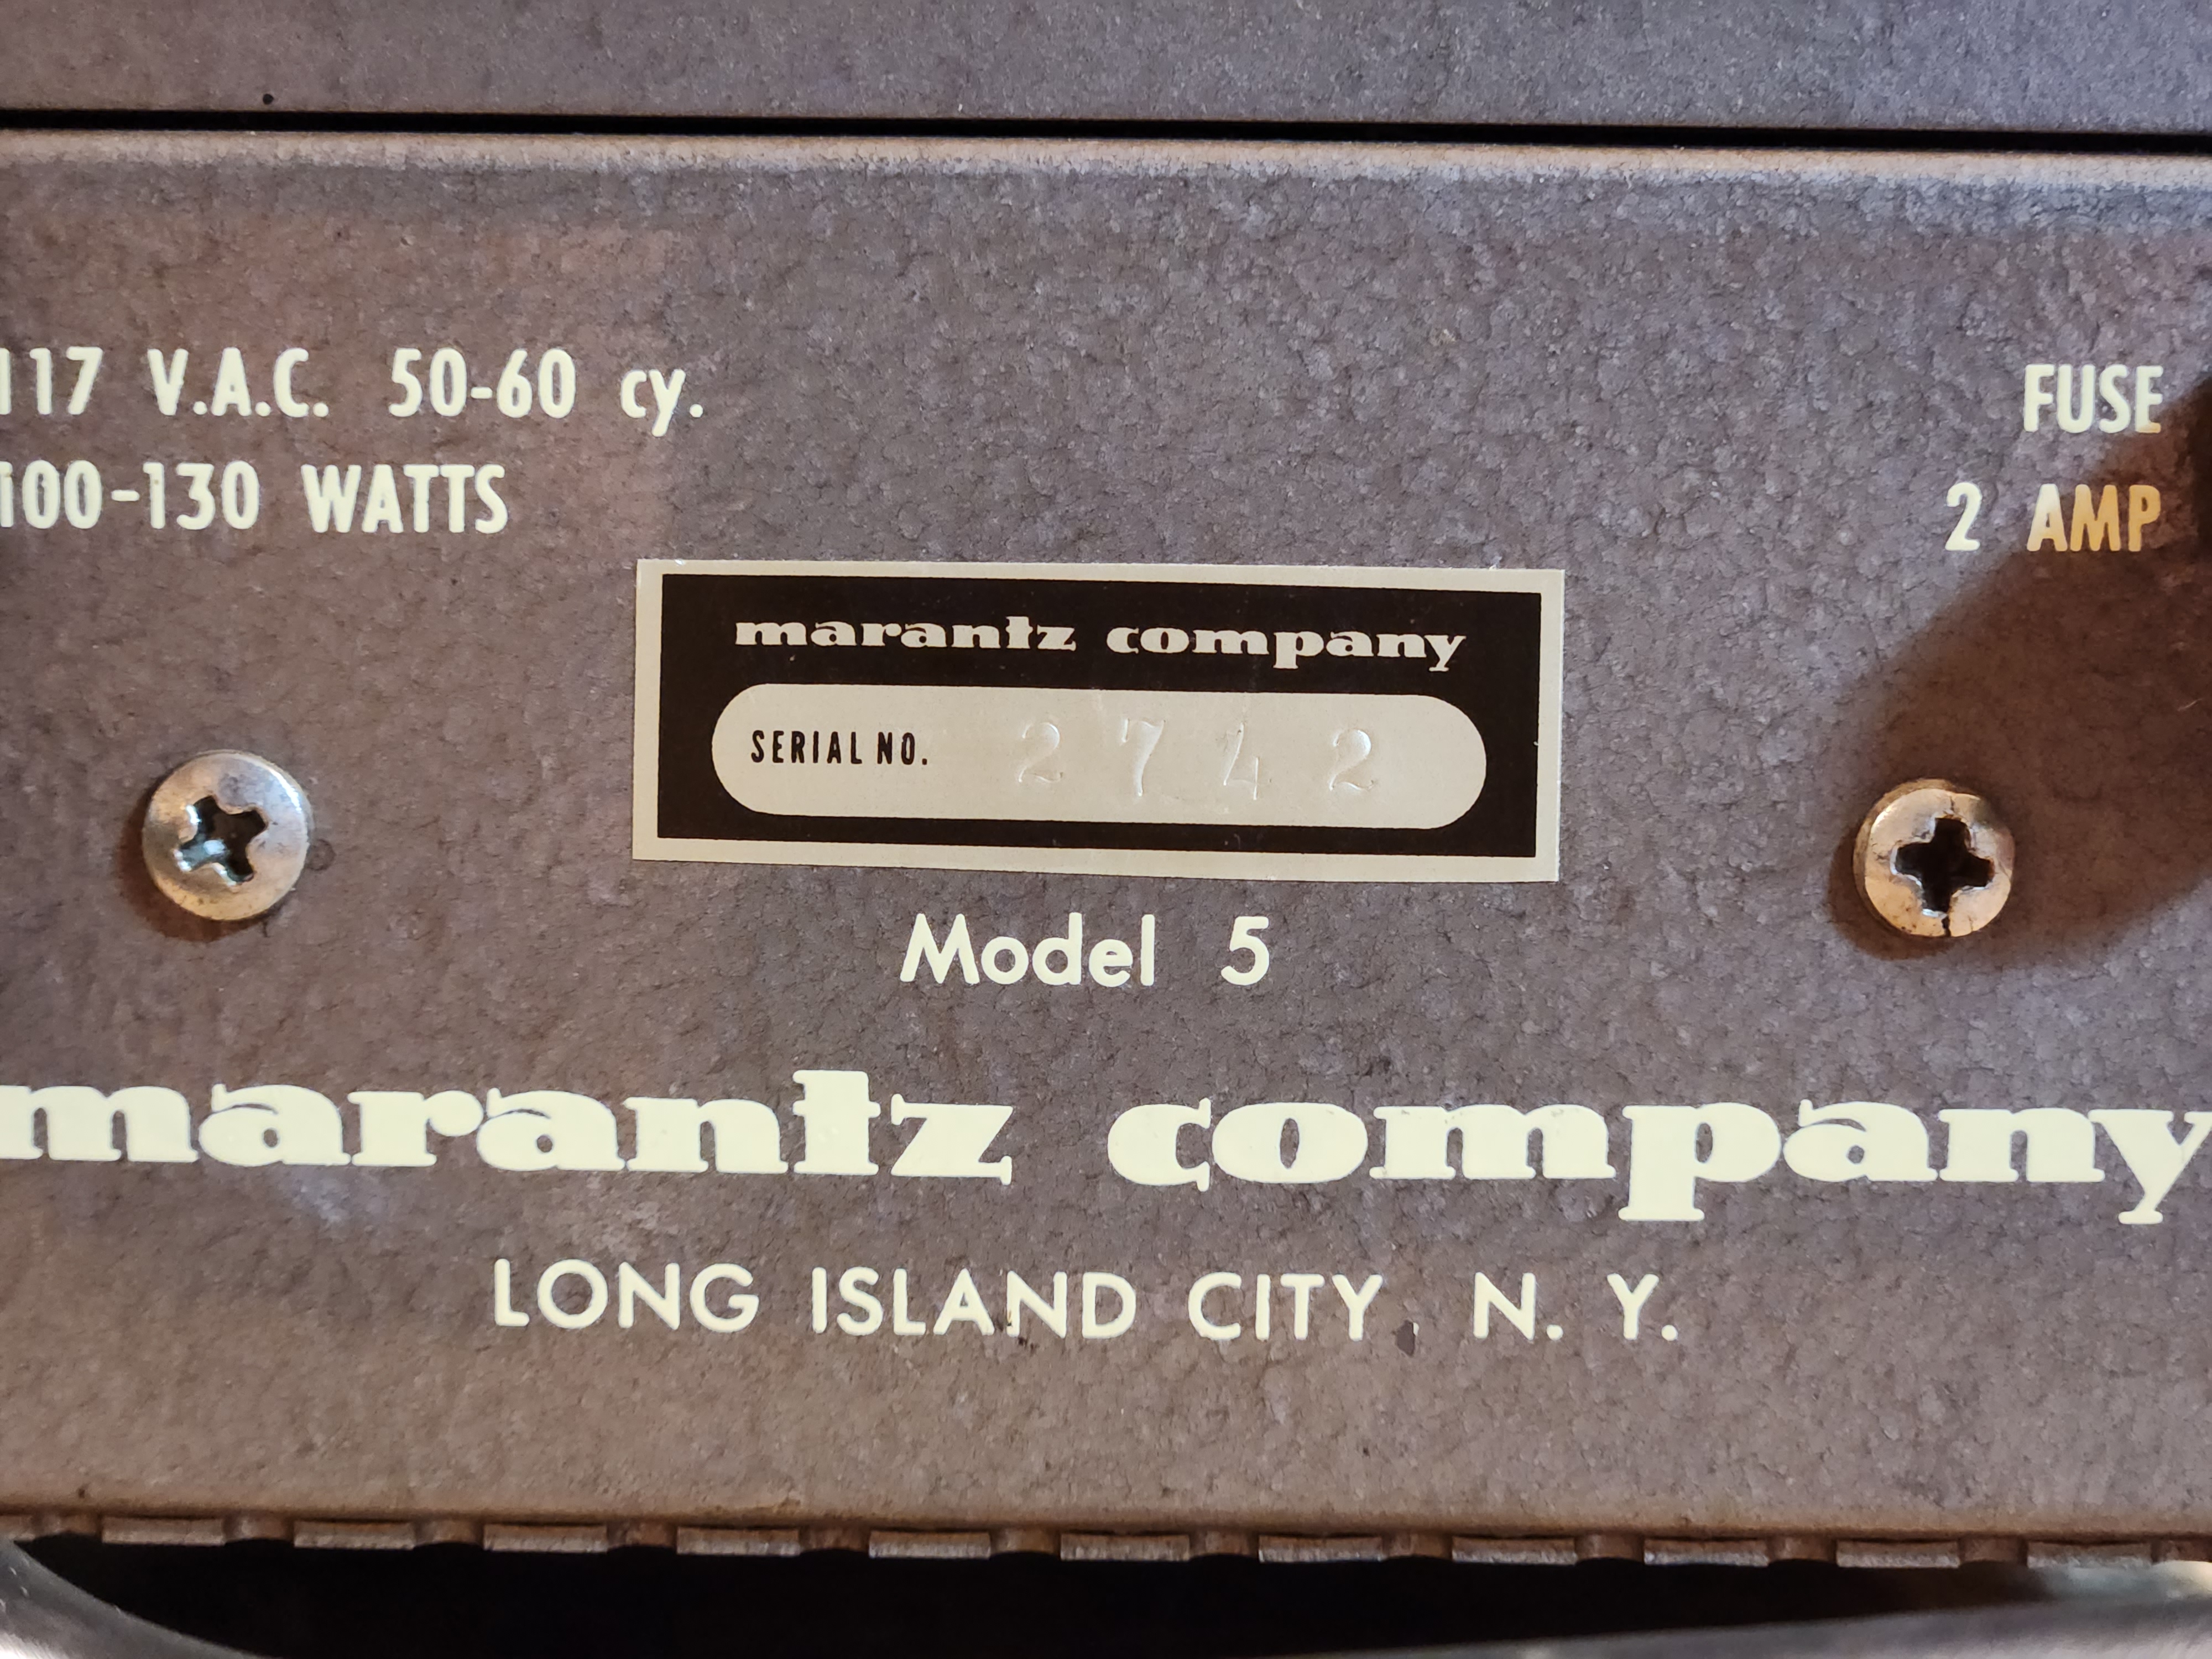 117 V.A.C. 50-60 cy.
100-130 WATTS
FUSE
2 AMP
marantz company
SERIAL NO. 2742
Model 5
marantz company
LONG ISLAND CITY, N. Y.